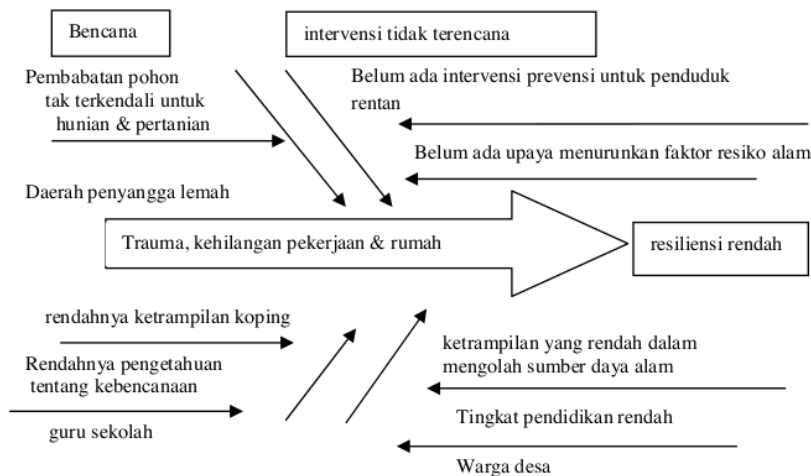 Bencana
intervensi tidak terencana
Pembabatan pohon
tak terkendali untuk
hunian & pertanian
Belum ada intervensi prevensi untuk penduduk
rentan
Belum ada upaya menurunkan faktor resiko alam
Daerah penyangga lemah
Trauma, kehilangan pekerjaan & rumah
resiliensi rendah
rendahnya ketrampilan koping
Rendahnya pengetahuan
tentang kebencanaan
guru sekolah
ketrampilan yang rendah dalam
mengolah sumber daya alam
Tingkat pendidikan rendah
Warga desa